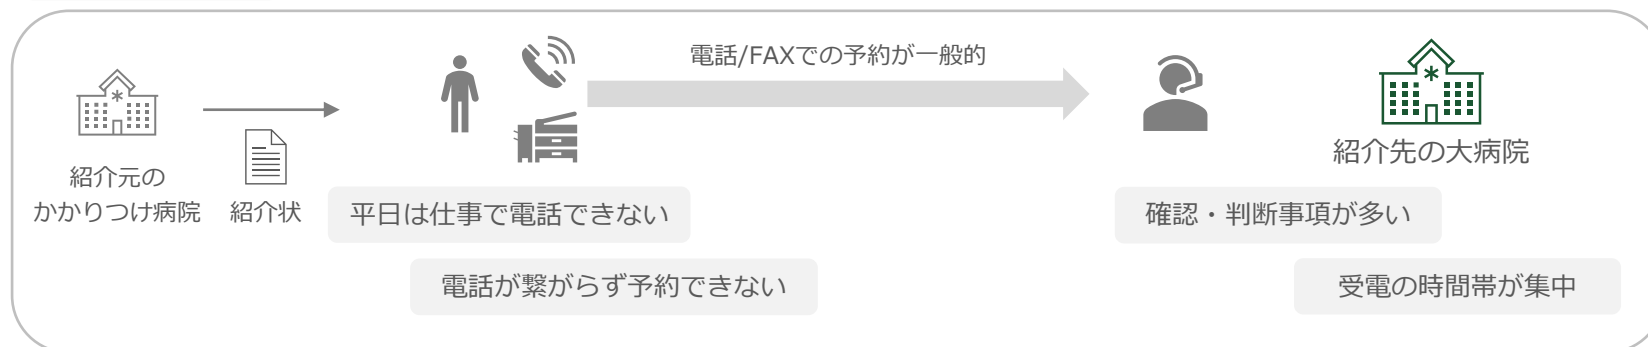 電話/FAXでの予約が一般的
紹介元の
かかりつけ病院
紹介状
紹介先の大病院
平日は仕事で電話できない
電話が繋がらず予約できない
確認・判断事項が多い
受電の時間帯が集中